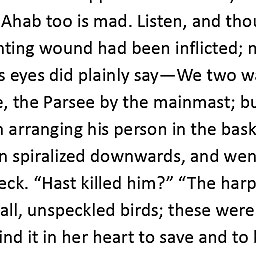 Ahab too is mad. Listen, and thou
nting wound had been inflicted; n
s eyes did plainly say—We two wa
e, the Parsee by the mainmast; bu
n arranging his person in the bask
n spiralized downwards, and wen
eck. “Hast killed him?” “The harp
all, unspeckled birds; these were
ind it in her heart to save and to